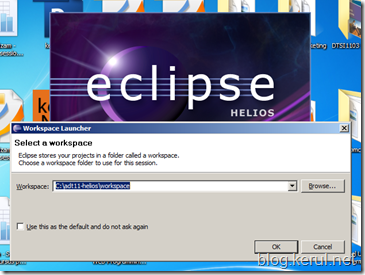 eting
DTSI1103
eclipse
HELIOS
Workspace Launcher
Select a workspace
Eclipse stores your projects in a folder called a workspace.
Choose a workspace folder to use for this session.
Workspace: C:\adt11-helios\workspace Browse...
Use this as the default and do not ask again
OK Cancel
blog.kerul.net